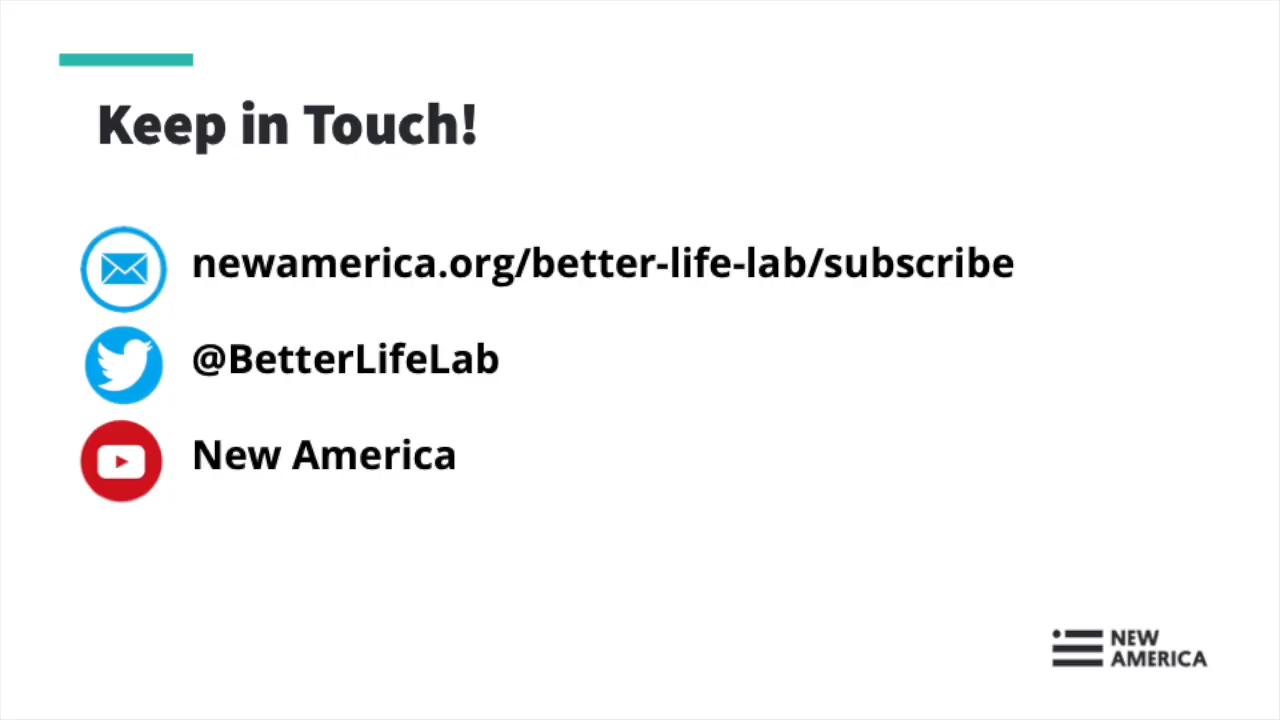 Keep in Touch!
newamerica.org/better-life-lab/subscribe
@BetterLifeLab
New America
NEW
AMERICA